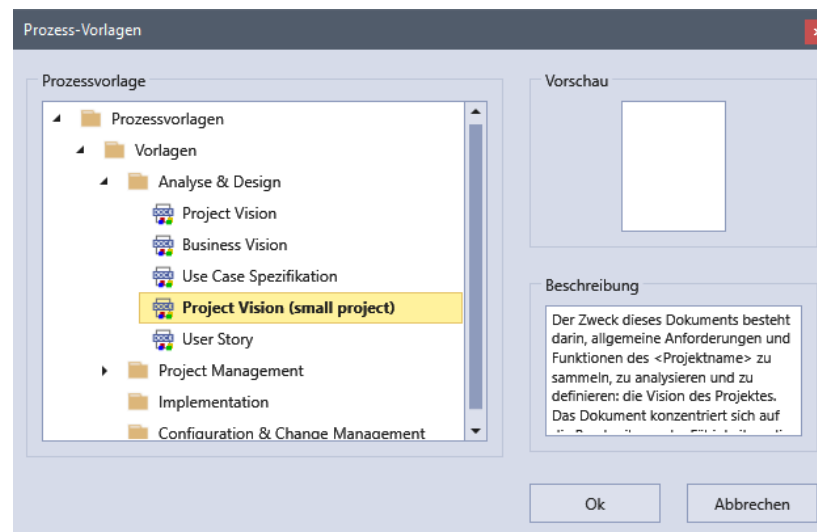 Prozess-Vorlagen
Prozessvorlage
Prozessvorlagen
Vorlagen
Analyse & Design
Project Vision
Business Vision
Use Case Spezifikation
Project Vision (small project)
User Story
Project Management
Implementation
Configuration & Change Management
Vorschau
Beschreibung
Der Zweck dieses Dokuments besteht
darin, allgemeine Anforderungen und
Funktionen des <Projektname> zu
sammeln, zu analysieren und zu
definieren: die Vision des Projektes.
Das Dokument konzentriert sich auf
Ok
Abbrechen